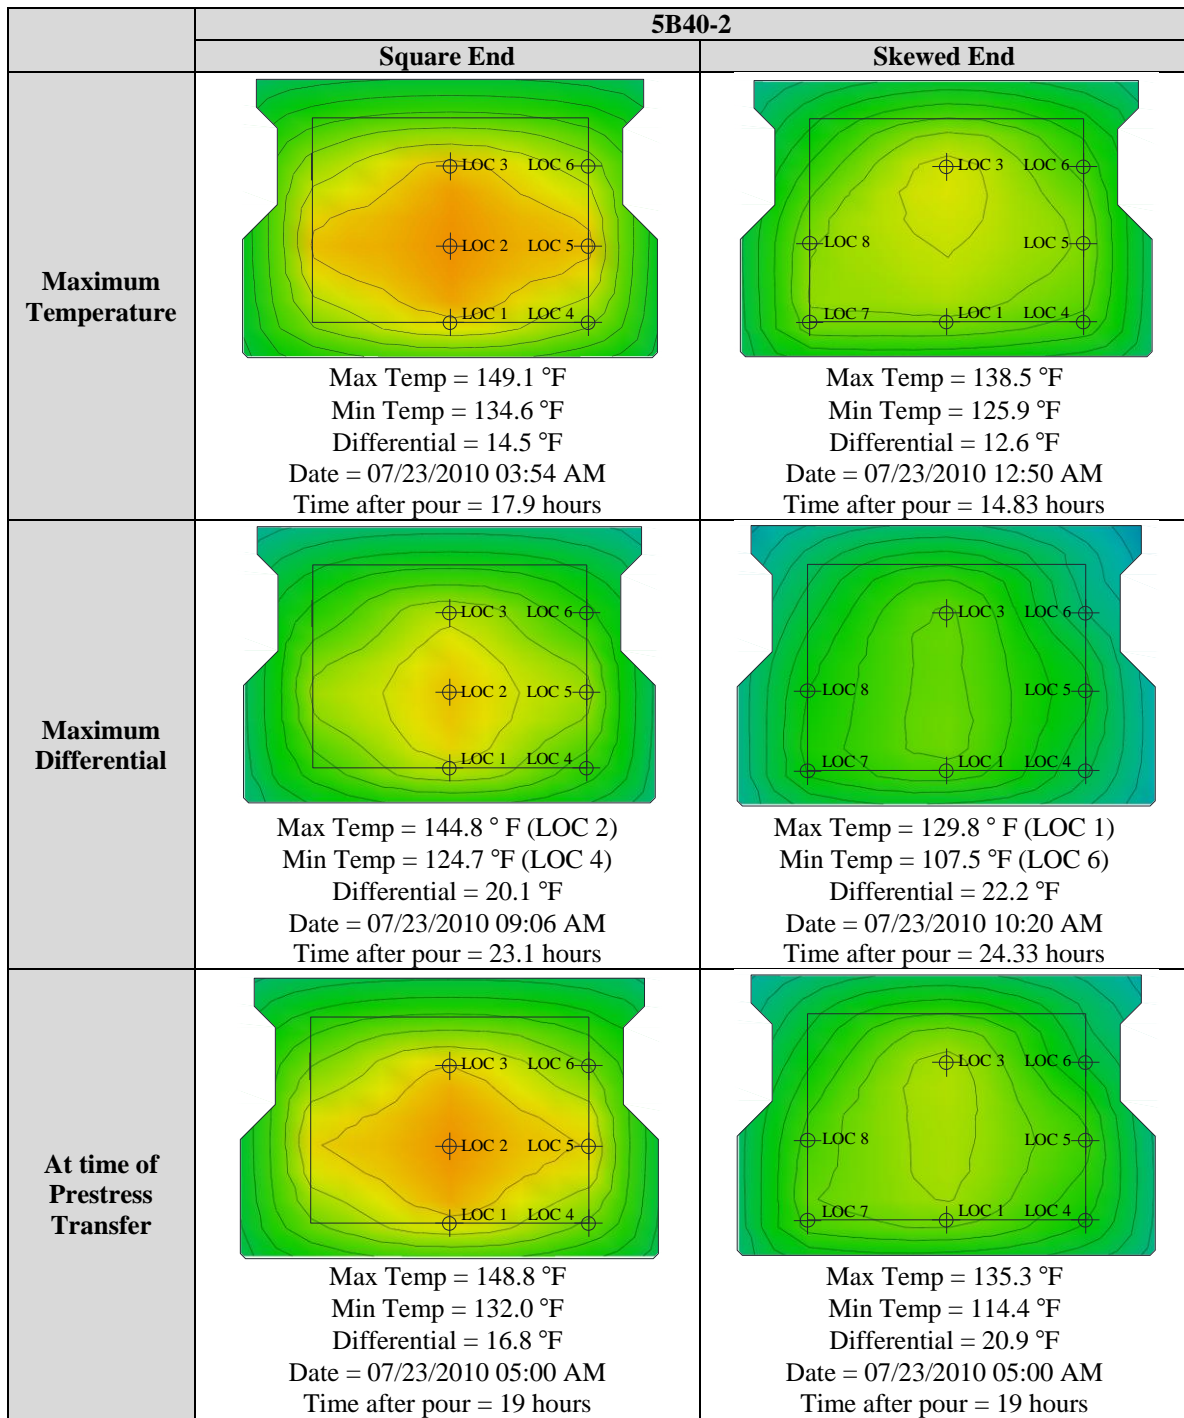 5B40-2
Square End
Skewed End
Maximum
Temperature
LOC 3 LOC 6
LOC 2 LOC 5
LOC 1 LOC 4
Max Temp = 149.1 °F
Min Temp = 134.6 °F
Differential = 14.5 °F
Date = 07/23/2010 03:54 AM
Time after pour = 17.9 hours
LOC 3 LOC 6
LOC 8 LOC 5
LOC 7 LOC 1 LOC 4
Max Temp = 138.5 °F
Min Temp = 125.9 °F
Differential = 12.6 °F
Date = 07/23/2010 12:50 AM
Time after pour = 14.83 hours
Maximum
Differential
LOC 3 LOC 6
LOC 2 LOC 5
LOC 1 LOC 4
Max Temp = 144.8 ° F (LOC 2)
Min Temp = 124.7 °F (LOC 4)
Differential = 20.1 °F
Date = 07/23/2010 09:06 AM
Time after pour = 23.1 hours
LOC 3 LOC 6
LOC 8 LOC 5
LOC 7 LOC 1 LOC 4
Max Temp = 129.8 ° F (LOC 1)
Min Temp = 107.5 °F (LOC 6)
Differential = 22.2 °F
Date = 07/23/2010 10:20 AM
Time after pour = 24.33 hours
At time of
Prestress
Transfer
LOC 3 LOC 6
LOC 2 LOC 5
LOC 1 LOC 4
Max Temp = 148.8 °F
Min Temp = 132.0 °F
Differential = 16.8 °F
Date = 07/23/2010 05:00 AM
Time after pour = 19 hours
LOC 3 LOC 6
LOC 8 LOC 5
LOC 7 LOC 1 LOC 4
Max Temp = 135.3 °F
Min Temp = 114.4 °F
Differential = 20.9 °F
Date = 07/23/2010 05:00 AM
Time after pour = 19 hours